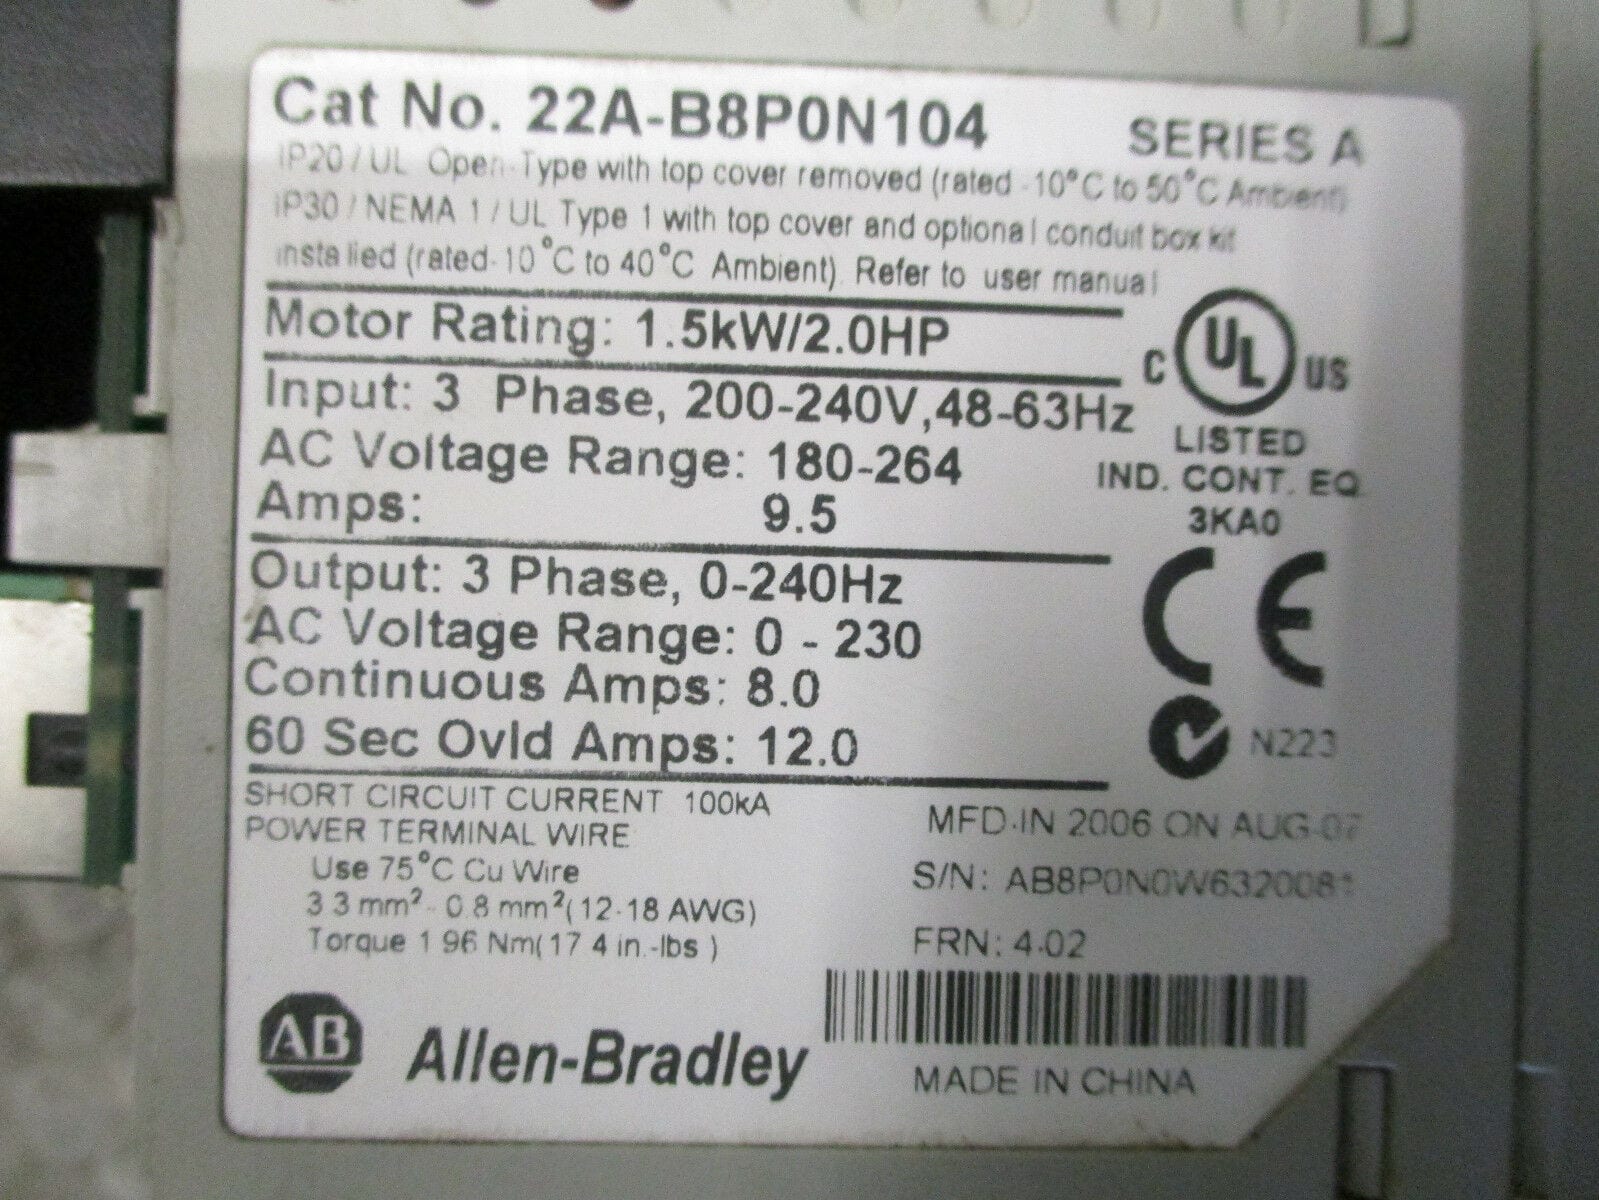 Cat No. 22A-B8P0N104 SERIES A
IP20 / UL Open-Type with top cover removed (rated -10°C to 50°C Ambient)
IP30 / NEMA 1 / UL Type 1 with top cover and optional conduit box kit
installed (rated-10°C to 40°C Ambient). Refer to user manual
Motor Rating: 1.5kW/2.0HP
Input: 3 Phase, 200-240V,48-63Hz
AC Voltage Range: 180-264
Amps: 9.5
C UL US
LISTED
IND. CONT. EQ.
3KA0
Output: 3 Phase, 0-240Hz
AC Voltage Range: 0 - 230
Continuous Amps: 8.0
60 Sec Ovld Amps: 12.0
CE
N223
SHORT CIRCUIT CURRENT 100kA
POWER TERMINAL WIRE
Use 75°C Cu Wire
3.3 mm² - 0.8 mm² (12-18 AWG)
Torque 1.96 Nm(17.4 in.-lbs.)
MFD.IN 2006 ON AUG-07
S/N: AB8P0N0W6320081
FRN: 4.02
AB Allen-Bradley
MADE IN CHINA